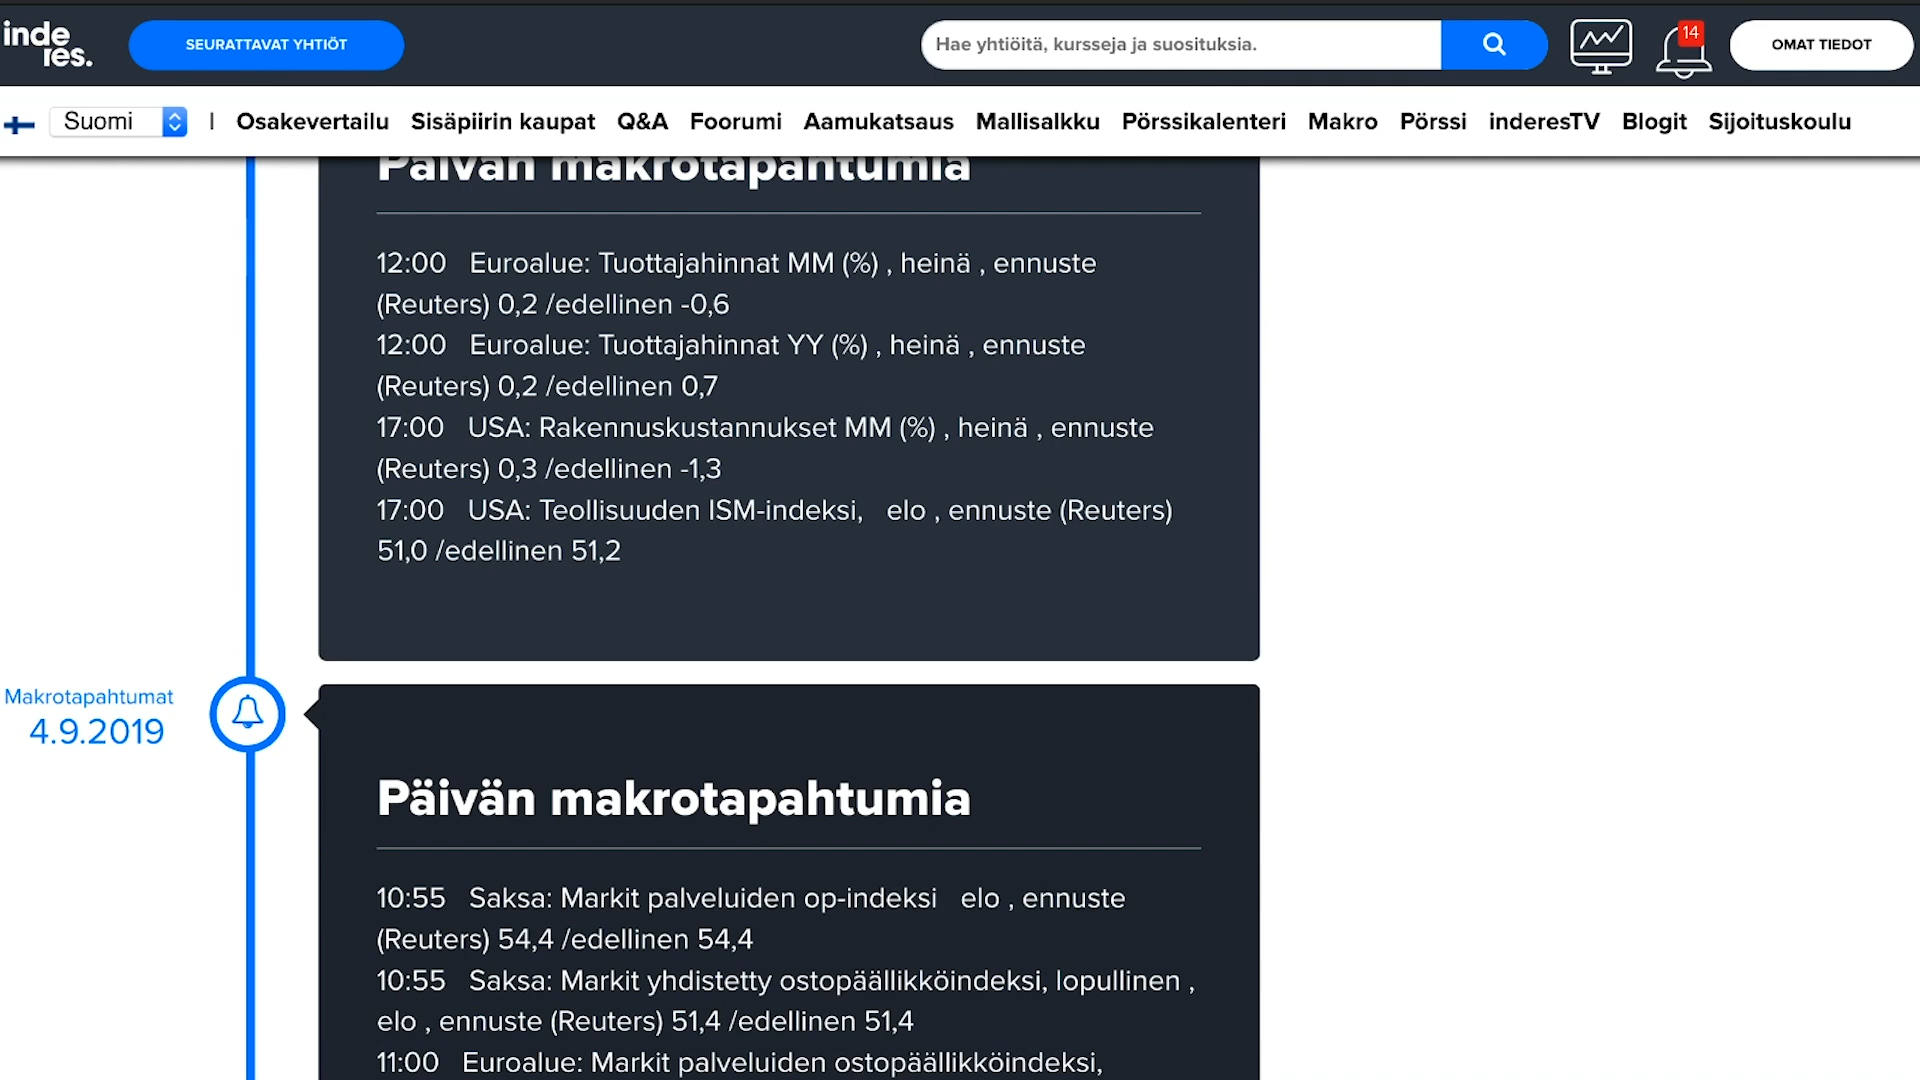 inde
res.
SEURATTAVAT YHTIÖT
Hae yhtiöitä, kursseja ja suosituksia.
14
OMAT TIEDOT
Suomi | Osakevertailu Sisäpiirin kaupat Q&A Foorumi Aamukatsaus Mallisalkku Pörssikalenteri Makro Pörssi inderesTV Blogit Sijoituskoulu
Päivän makrotapahtumia
12:00 Euroalue: Tuottajahinnat MM (%) , heinä , ennuste
(Reuters) 0,2 /edellinen -0,6
12:00 Euroalue: Tuottajahinnat YY (%) , heinä , ennuste
(Reuters) 0,2 /edellinen 0,7
17:00 USA: Rakennuskustannukset MM (%) , heinä , ennuste
(Reuters) 0,3 /edellinen -1,3
17:00 USA: Teollisuuden ISM-indeksi, elo , ennuste (Reuters)
51,0 /edellinen 51,2
Makrotapahtumat
4.9.2019
Päivän makrotapahtumia
10:55 Saksa: Markit palveluiden op-indeksi elo , ennuste
(Reuters) 54,4 /edellinen 54,4
10:55 Saksa: Markit yhdistetty ostopäällikköindeksi, lopullinen ,
elo , ennuste (Reuters) 51,4 /edellinen 51,4
11:00 Euroalue: Markit palveluiden ostopäällikköindeksi,